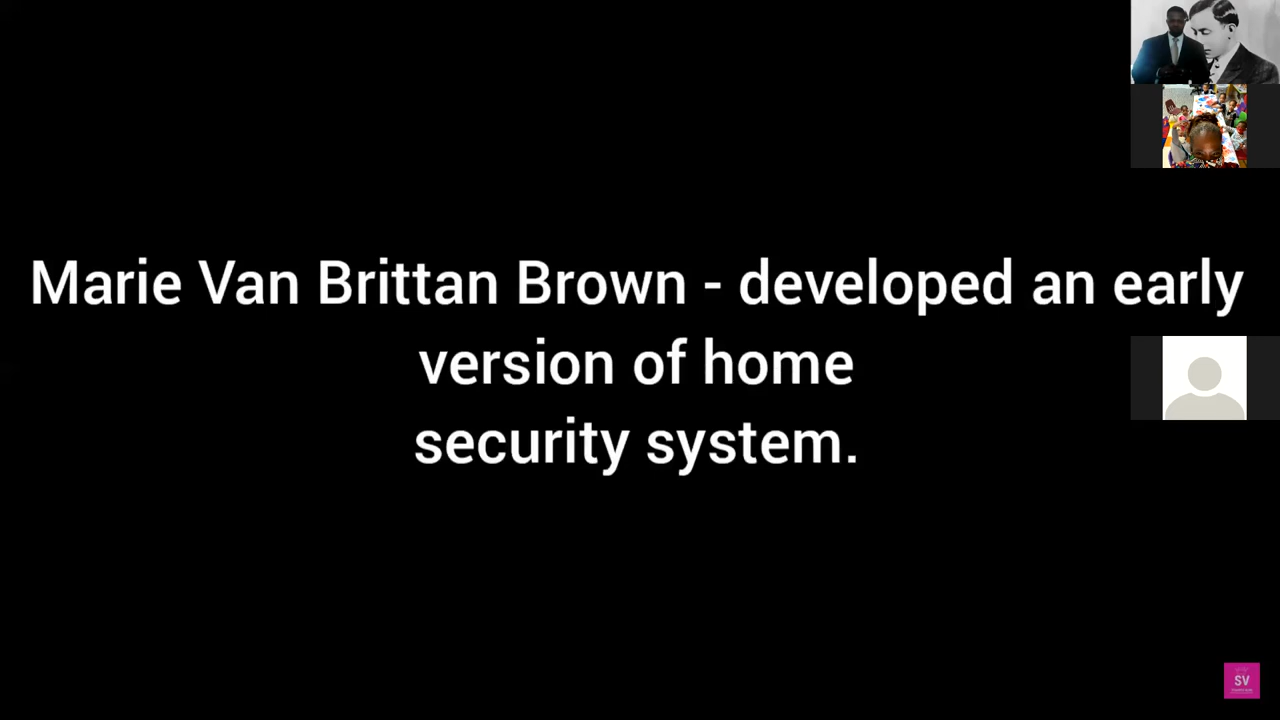 Marie Van Brittan Brown - developed an early
version of home
security system.
SV